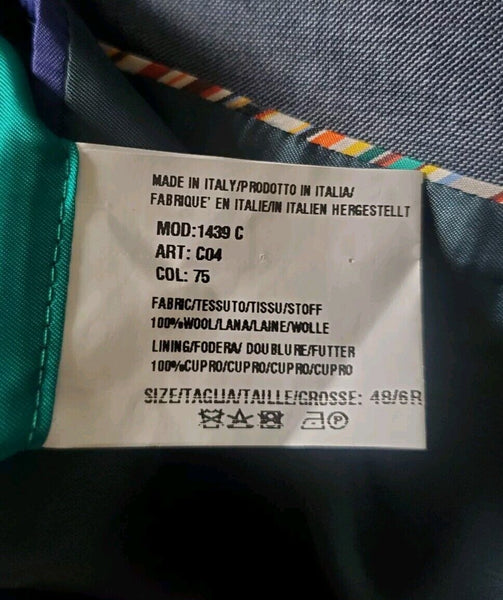 MADE IN ITALY/PRODOTTO IN ITALIA/
FABRIQUE' EN ITALIE/IN ITALIEN HERGESTELLT
MOD:1439 C
ART: C04
COL: 75
FABRIC/TESSUTO/TISSU/STOFF
100%WOOL/LANA/LAINE/WOLLE
LINING/FODERA/ DOUBLURE/FUTTER
100%CUPRO/CUPRO/CUPRO/CUPRO
SIZE/TAGLIA/TAILLE/GROSSE: 48/6R
P